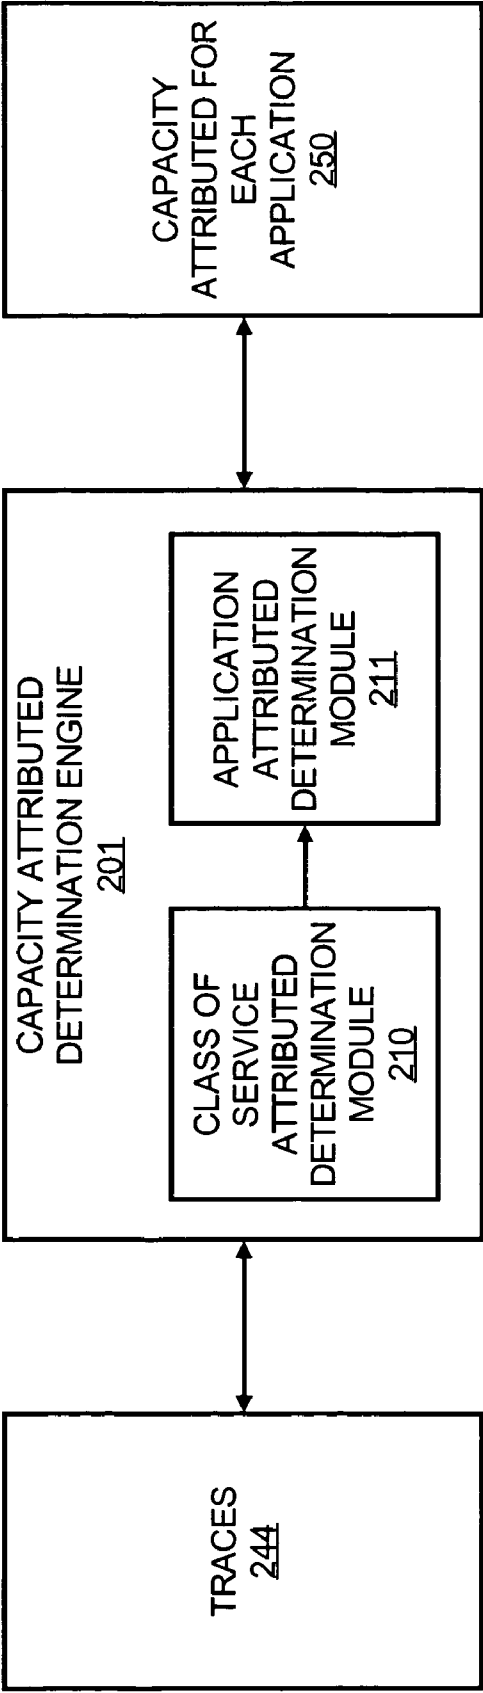 TRACES
244
CAPACITY ATTRIBUTED
DETERMINATION ENGINE
201
CLASS OF
SERVICE
ATTRIBUTED
DETERMINATION
MODULE
210
APPLICATION
ATTRIBUTED
DETERMINATION
MODULE
211
CAPACITY
ATTRIBUTED FOR
EACH
APPLICATION
250